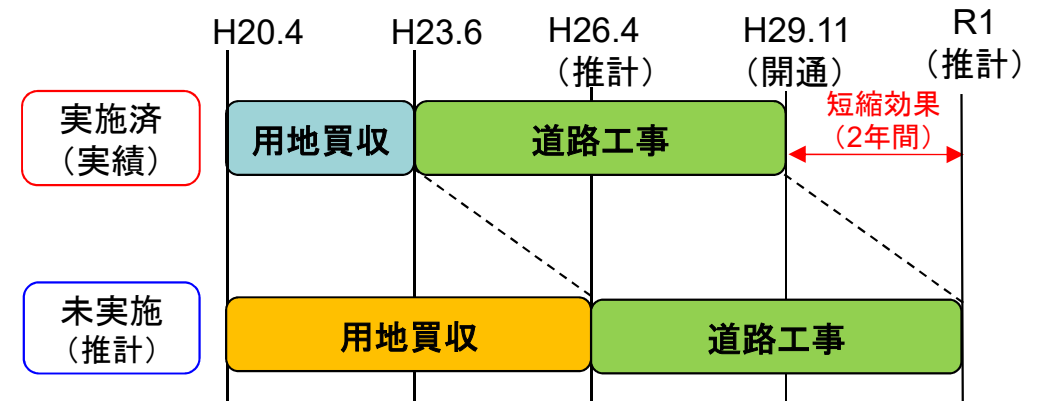 H20.4
H23.6
H26.4
（推計）
H29.11
（開通）
R1
（推計）
実施済
（実績）
用地買収
道路工事
短縮効果
（2年間）
未実施
（推計）
用地買収
道路工事